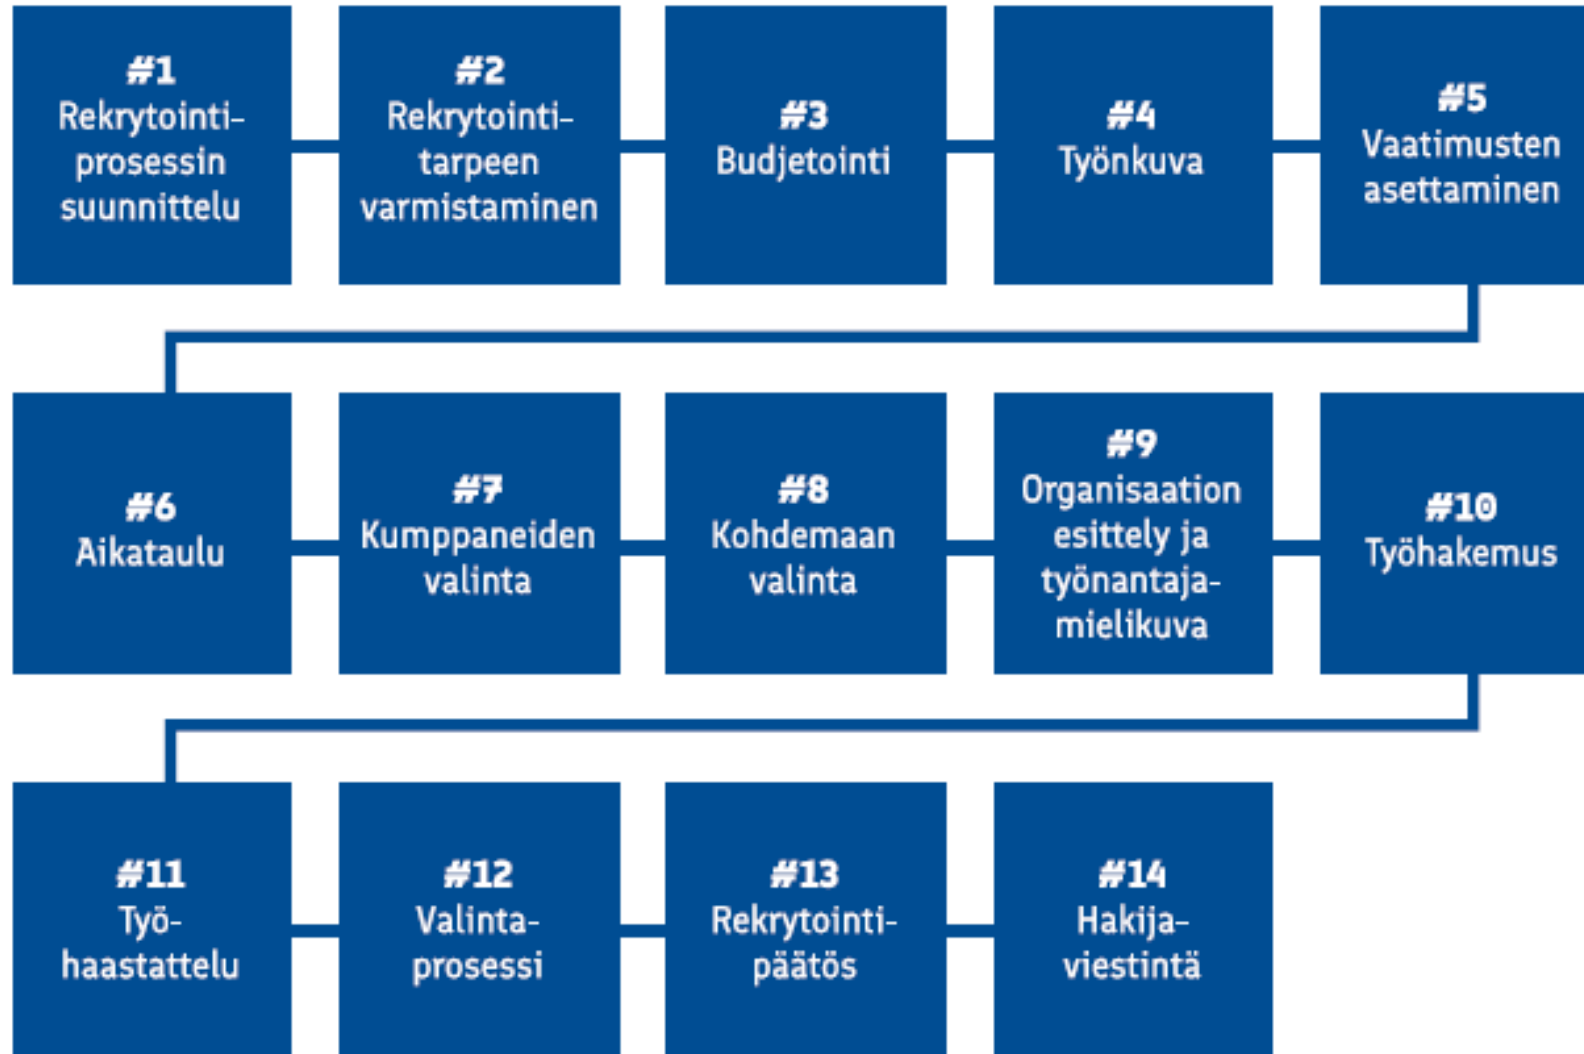 #1
Rekrytointi-
prosessin
suunnittelu
#2
Rekrytointi-
tarpeen
varmistaminen
#3
Budjetointi
#4
Työnkuva
#5
Vaatimusten
asettaminen
#6
Aikataulu
#7
Kumppaneiden
valinta
#8
Kohdemaan
valinta
#9
Organisaation
esittely ja
työnantaja-
mielikuva
#10
Työhakemus
#11
Työ-
haastattelu
#12
Valinta-
prosessi
#13
Rekrytointi-
päätös
#14
Hakija-
viestintä